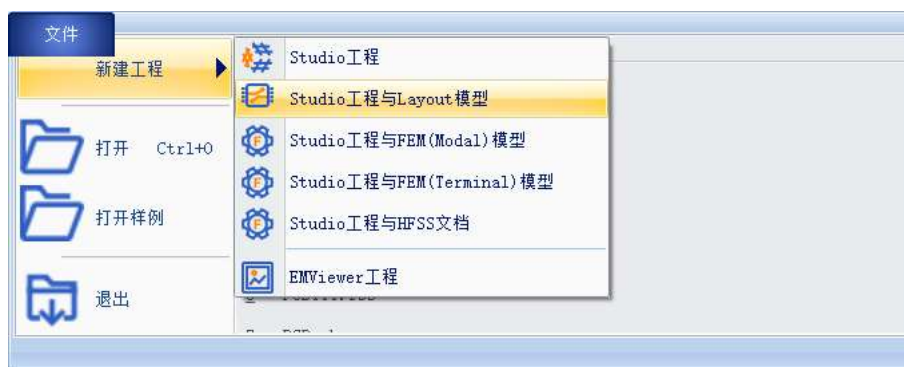 文件
新建工程
打开 Ctrl+O
打开样例
退出
Studio工程
Studio工程与Layout模型
Studio工程与FEM(Modal)模型
Studio工程与FEM(Terminal)模型
Studio工程与HFSS文档
EMViewer工程